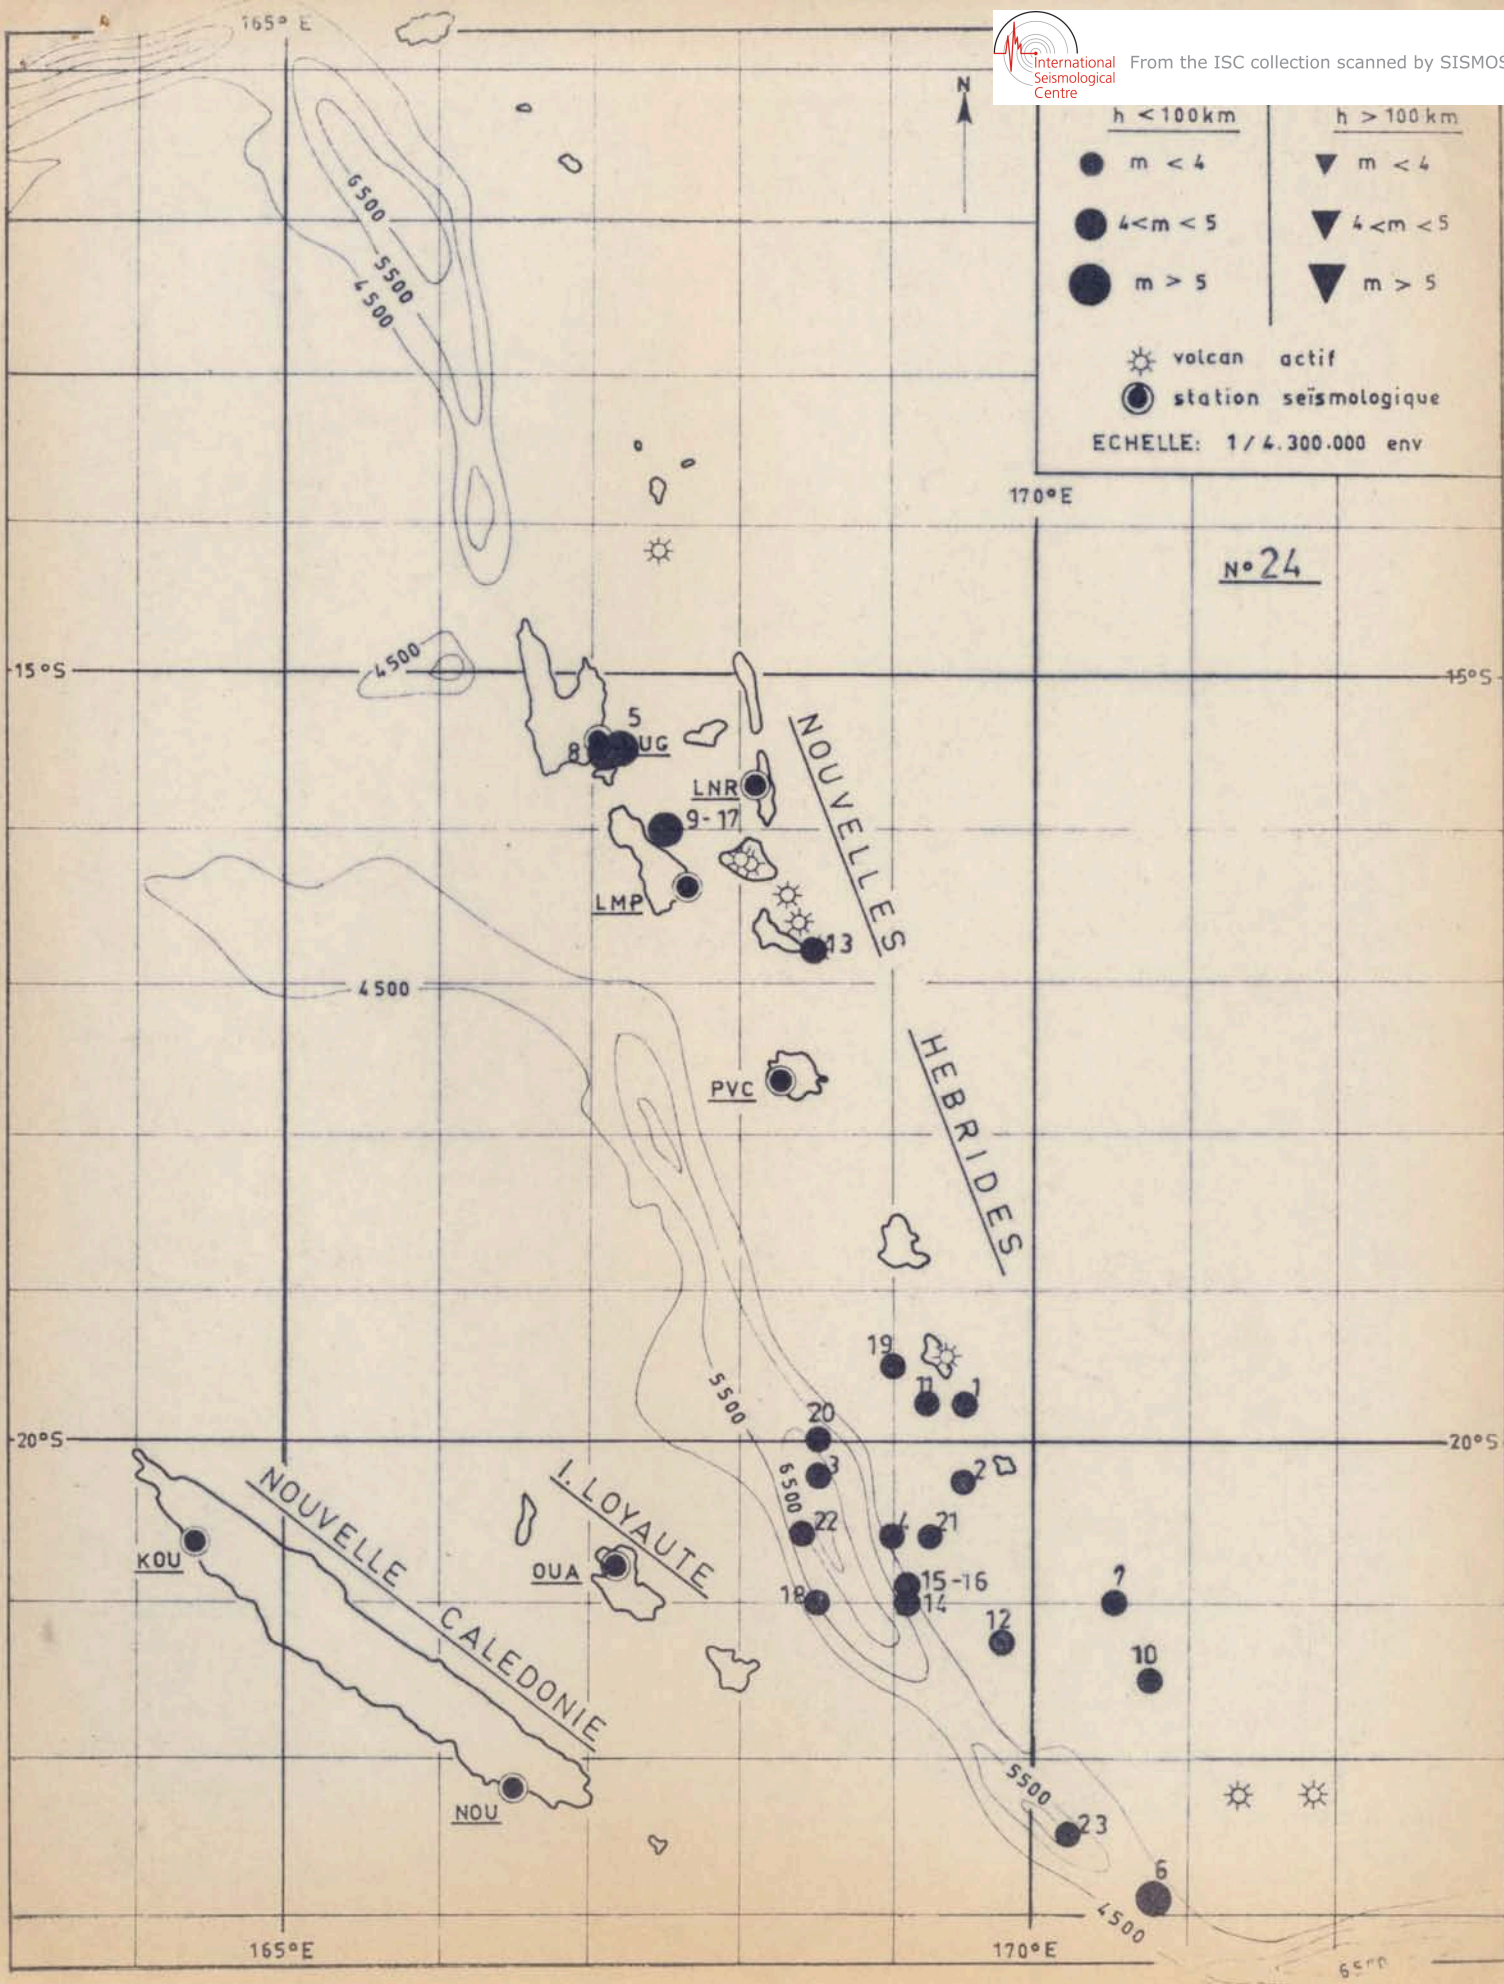 165° E
International
Seismological
Centre
From the ISC collection scanned by SISMOS
N
h < 100 km
h > 100 km
m < 4
m < 4
4 < m < 5
4 < m < 5
m > 5
m > 5
volcan actif
station seïsmologique
ECHELLE: 1 / 4.300.000 env
6500
5500
4500
170°E
N° 24
15°S
4500
15°S
5
8
UG
LNR
9-17
LMP
13
NOUVELLES
4500
PVC
HEBRIDES
19
11
1
5500
20
20°S
20°S
3
2
6500
22
4
21
NOUVELLE CALEDONIE
I. LOYAUTE
KOU
OUA
15-16
14
18
7
12
10
NOU
5500
23
6
4500
165°E
170°E